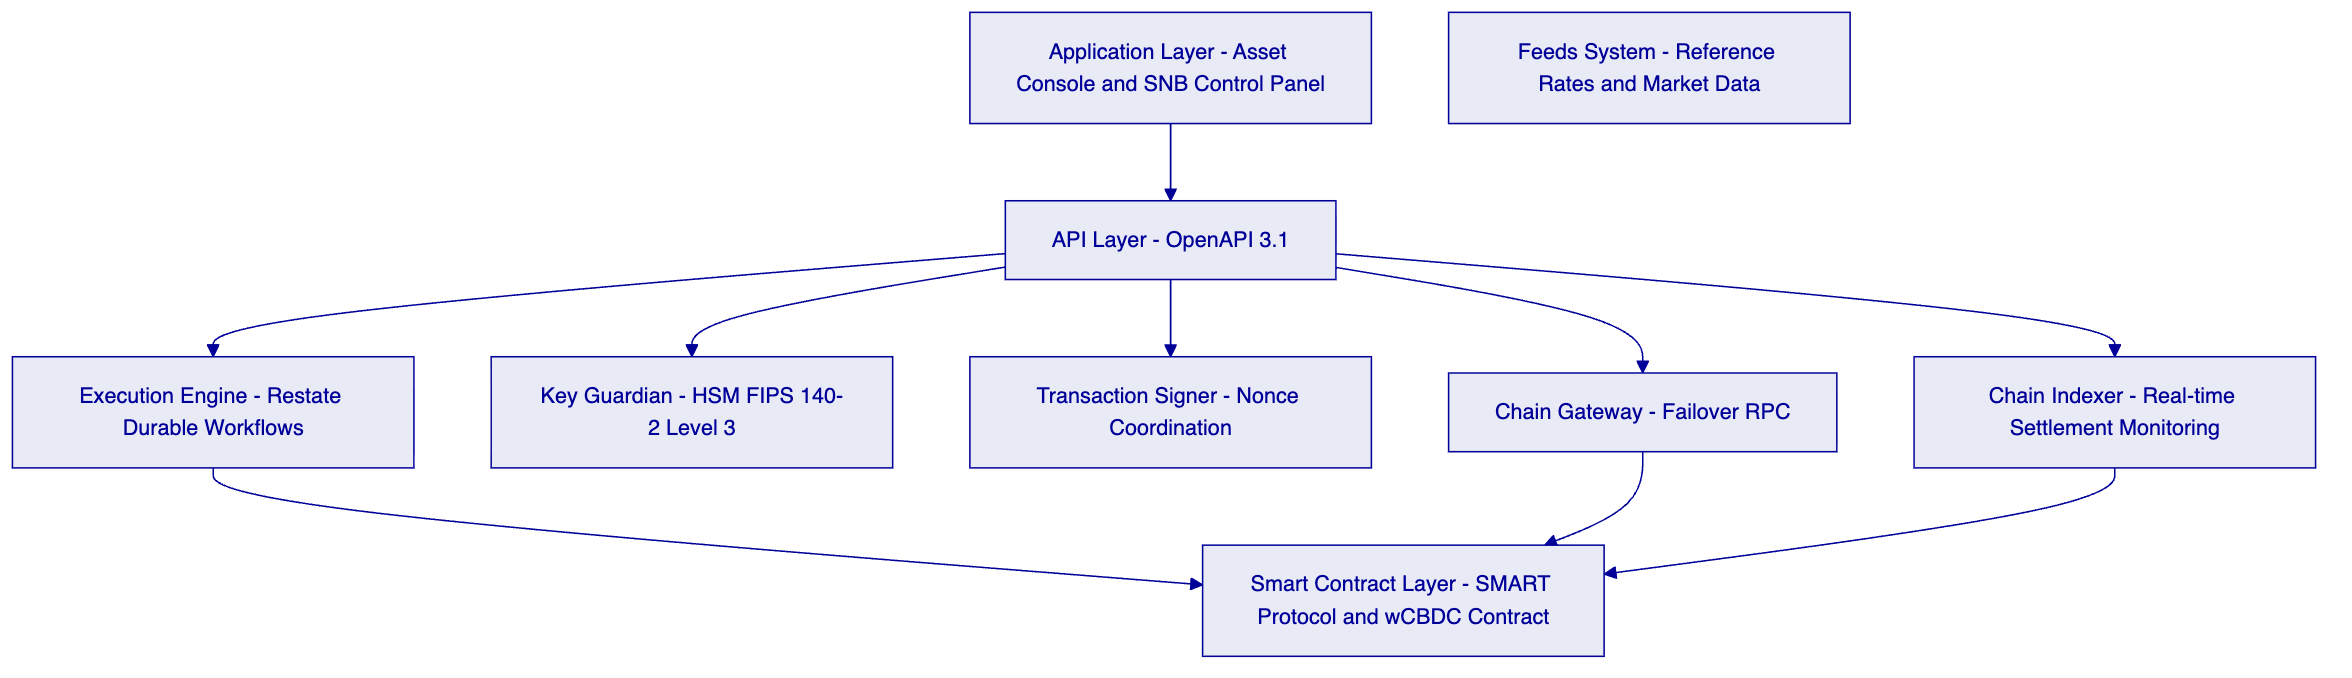 Application Layer - Asset
Console and SNB Control Panel
Feeds System - Reference
Rates and Market Data
API Layer - OpenAPI 3.1
Execution Engine - Restate
Durable Workflows
Key Guardian - HSM FIPS 140-
2 Level 3
Transaction Signer - Nonce
Coordination
Chain Gateway - Failover RPC
Chain Indexer - Real-time
Settlement Monitoring
Smart Contract Layer - SMART
Protocol and wCBDC Contract